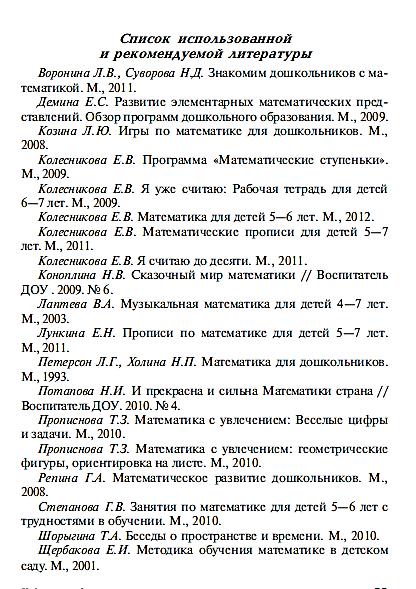 Список использованной
и рекомендуемой литературы
Воронина Л.В., Суворова Н.Д. Знакомим дошкольников с ма-
тематикой. М., 2011.
Демина Е.С. Развитие элементарных математических пред-
ставлений. Обзор программ дошкольного образования. М., 2009.
Козина Л.Ю. Игры по математике для дошкольников. М.,
2008.
Колесникова Е.В. Программа «Математические ступеньки».
М., 2009.
Колесникова Е.В. Я уже считаю: Рабочая тетрадь для детей
6—7 лет. М., 2009.
Колесникова Е.В. Математика для детей 5—6 лет. М., 2012.
Колесникова Е.В. Математические прописи для детей 5—7
лет. М., 2011.
Колесникова Е.В. Я считаю до десяти. М., 2011.
Коноплина Н.В. Сказочный мир математики // Воспитатель
ДОУ . 2009. № 6.
Лаптева В.А. Музыкальная математика для детей 4—7 лет.
М., 2003.
Лункина Е.Н. Прописи по математике для детей 5—7 лет.
М., 2011.
Петерсон Л.Г., Холина Н.П. Математика для дошкольников.
М., 1993.
Потапова Н.И. И прекрасна и сильна Математики страна //
Воспитатель ДОУ. 2010. № 4.
Прописнова Т.З. Математика с увлечением: Веселые цифры
и задачи. М., 2010.
Прописнова Т.З. Математика с увлечением: геометрические
фигуры, ориентировка на листе. М., 2010.
Репина Г.А. Математическое развитие дошкольников. М.,
2008.
Степанова Г.В. Занятия по математике для детей 5—6 лет с
трудностями в обучении. М., 2010.
Шорыгина Т.А. Беседы о пространстве и времени. М., 2010.
Щербакова Е.И. Методика обучения математике в детском
саду. М., 2001.